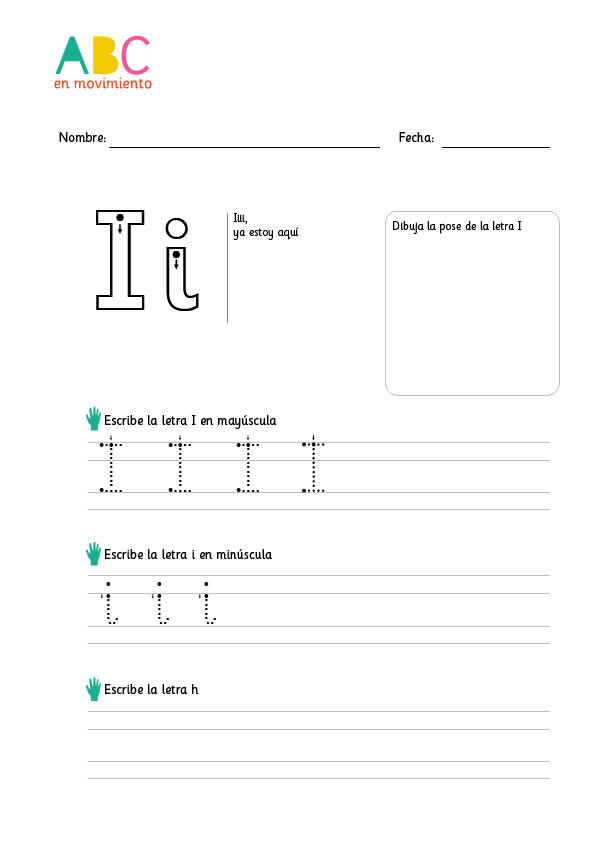 ABC
en movimiento
Nombre: Fecha:
I i
Iiii,
ya estoy aquí
Dibuja la pose de la letra I
Escribe la letra I en mayúscula
I I I I
Escribe la letra i en minúscula
i i i
Escribe la letra h